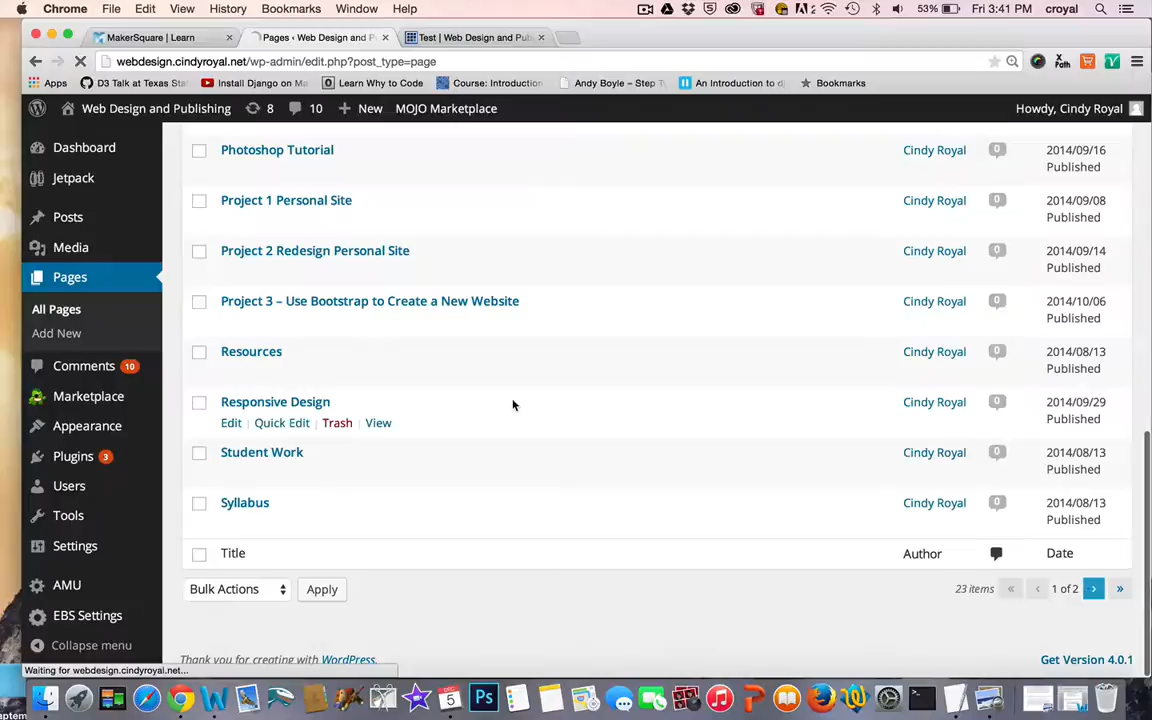 Chrome File Edit View History Bookmarks Window Help 53% Fri 3:41 PM croyal
MakerSquare | Learn Pages ‹ Web Design and P Test | Web Design and Pub
webdesign.cindyroyal.net/wp-admin/edit.php?post_type=page
Apps D3 Talk at Texas Sta Install Django on Ma Learn Why to Code Course: Introduction Andy Boyle – Step T An Introduction to d Bookmarks
Web Design and Publishing 8 10 New MOJO Marketplace Howdy, Cindy Royal
Dashboard
Jetpack
Posts
Media
Pages
All Pages
Add New
Comments 10
Marketplace
Appearance
Plugins 3
Users
Tools
Settings
AMU
EBS Settings
Collapse menu
Photoshop Tutorial Cindy Royal 0 2014/09/16
Published
Project 1 Personal Site Cindy Royal 0 2014/09/08
Published
Project 2 Redesign Personal Site Cindy Royal 0 2014/09/14
Published
Project 3 – Use Bootstrap to Create a New Website Cindy Royal 0 2014/10/06
Published
Resources Cindy Royal 0 2014/08/13
Published
Responsive Design Cindy Royal 0 2014/09/29
Edit | Quick Edit | Trash | View Published
Student Work Cindy Royal 0 2014/08/13
Published
Syllabus Cindy Royal 0 2014/08/13
Published
Title Author Date
Bulk Actions Apply 23 items « ‹ 1 of 2 › »
Thank you for creating with WordPress. Get Version 4.0.1
Waiting for webdesign.cindyroyal.net...
5
Ps